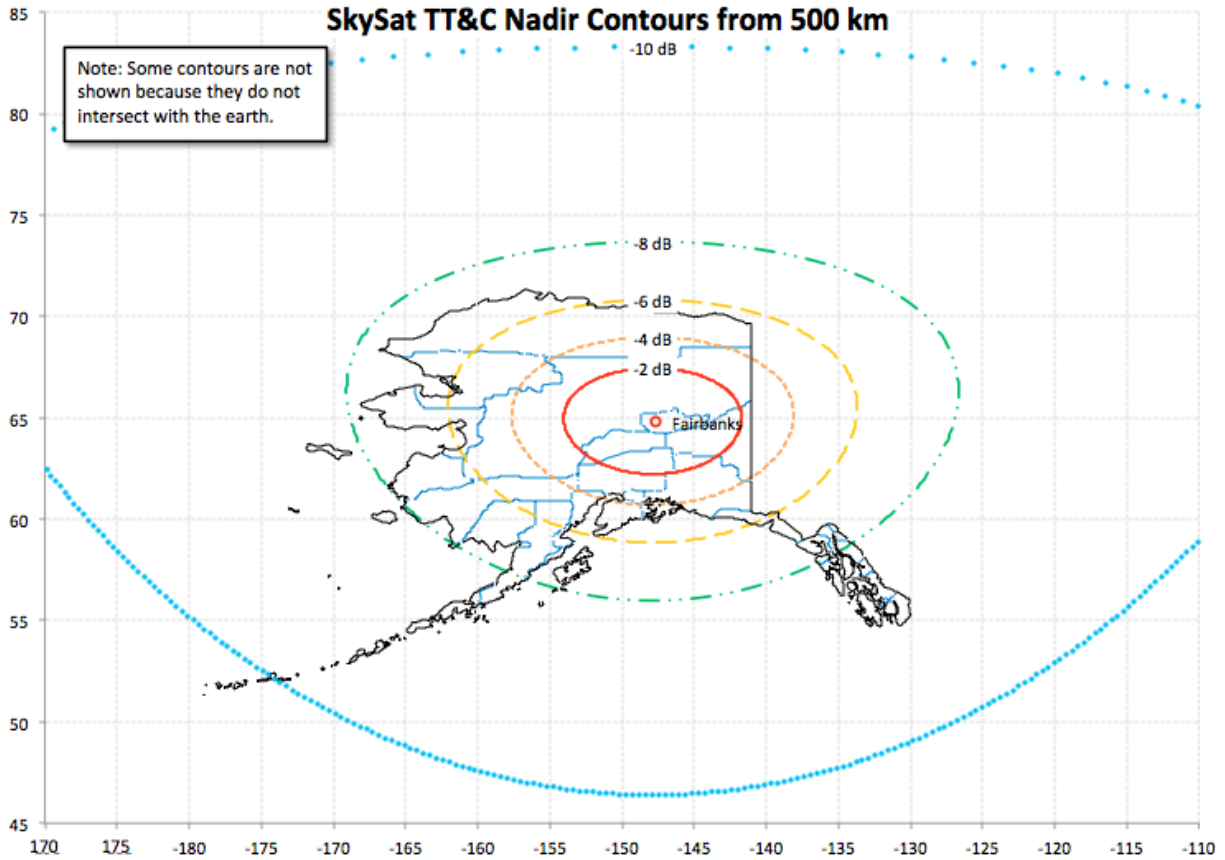 SkySat TT&C Nadir Contours from 500 km
Note: Some contours are not
shown because they do not
intersect with the earth.
-10 dB
-8 dB
-6 dB
-4 dB
-2 dB
Fairbanks
85
80
75
70
65
60
55
50
45
170 175 -180 -175 -170 -165 -160 -155 -150 -145 -140 -135 -130 -125 -120 -115 -110